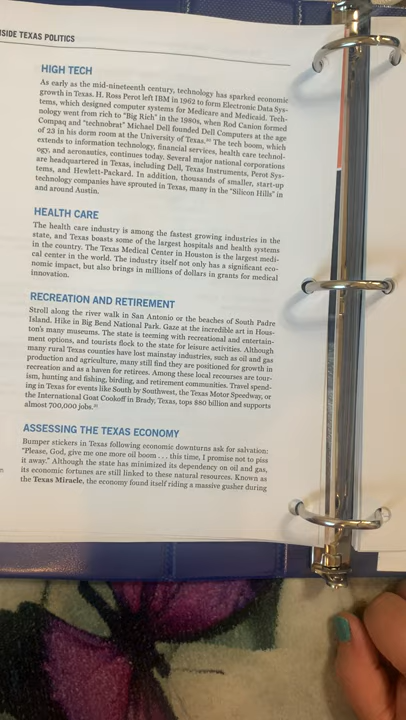 SIDE TEXAS POLITICS
HIGH TECH
As early as the mid-nineteenth century, technology has sparked economic
growth in Texas. H. Ross Perot left IBM in 1962 to form Electronic Data Sys-
tems, which designed computer systems for Medicare and Medicaid. Tech-
nology went from rich to "Big Rich" in the 1980s, when Rod Canion formed
Compaq and "technobrat" Michael Dell founded Dell Computers at the age
of 23 in his dorm room at the University of Texas. The tech boom, which
extends to information technology, financial services, health care technol-
ogy, and aeronautics, continues today. Several major national corporations
are headquartered in Texas, including Dell, Texas Instruments, Perot Sys-
tems, and Hewlett-Packard. In addition, thousands of smaller, start-up
technology companies have sprouted in Texas, many in the "Silicon Hills" in
and around Austin.
HEALTH CARE
The health care industry is among the fastest growing industries in the
state, and Texas boasts some of the largest hospitals and health systems
in the country. The Texas Medical Center in Houston is the largest medi-
cal center in the world. The industry itself not only has a significant eco-
nomic impact, but also brings in millions of dollars in grants for medical
innovation.
RECREATION AND RETIREMENT
Stroll along the river walk in San Antonio or the beaches of South Padre
Island. Hike in Big Bend National Park. Gaze at the incredible art in Hous-
ton's many museums. The state is teeming with recreational and entertain-
ment options, and tourists flock to the state for leisure activities. Although
many rural Texas counties have lost mainstay industries, such as oil and gas
production and agriculture, many still find they are positioned for growth in
recreation and as a haven for retirees. Among these local recourses are tour-
ism, hunting and fishing, birding, and retirement communities. Travel spend-
ing in Texas for events like South by Southwest, the Texas Motor Speedway, or
the International Goat Cookoff in Brady, Texas, tops $80 billion and supports
almost 700,000 jobs.
ASSESSING THE TEXAS ECONOMY
Bumper stickers in Texas following economic downturns ask for salvation:
"Please, God, give me one more oil boom . . . this time, I promise not to piss
it away." Although the state has minimized its dependency on oil and gas,
its economic fortunes are still linked to these natural resources. Known as
the Texas Miracle, the economy found itself riding a massive gusher during